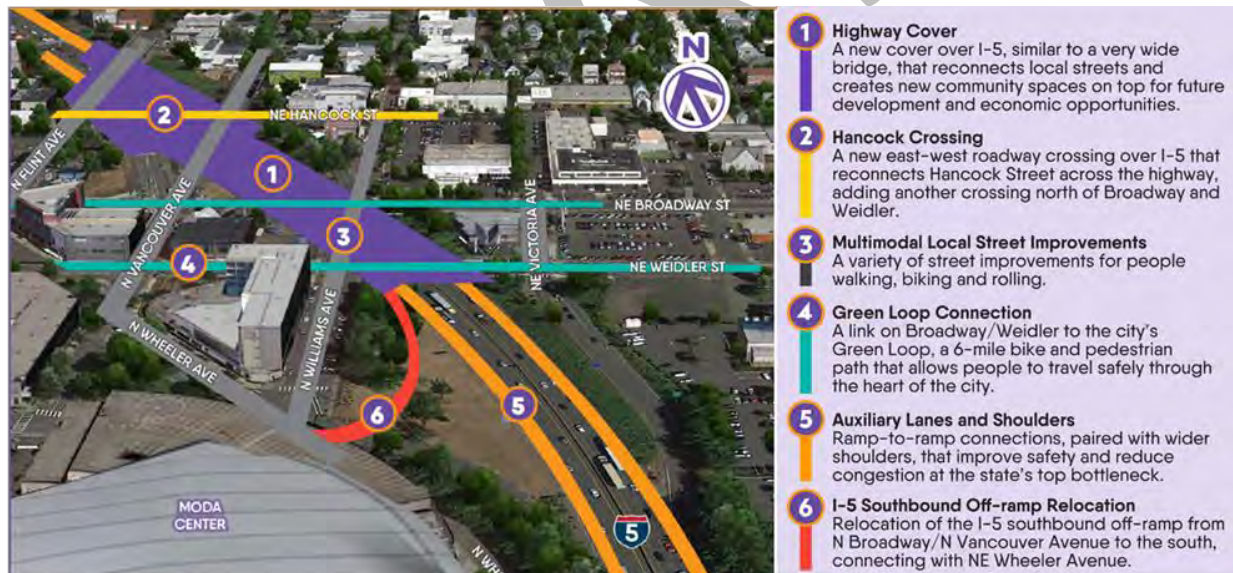 N
2
NE HANCOCK ST
N FLINT AVE
1
N VANCOUVER AVE
NE BROADWAY ST
3
NE VICTORIA AVE
4
NE WEIDLER ST
N WHEELER AVE
N WILLIAMS AVE
6
5
MODA
CENTER
5
N WH
1 Highway Cover
A new cover over I-5, similar to a very wide
bridge, that reconnects local streets and
creates new community spaces on top for future
development and economic opportunities.
2 Hancock Crossing
A new east-west roadway crossing over I-5 that
reconnects Hancock Street across the highway,
adding another crossing north of Broadway and
Weidler.
3 Multimodal Local Street Improvements
A variety of street improvements for people
walking, biking and rolling.
4 Green Loop Connection
A link on Broadway/Weidler to the city's
Green Loop, a 6-mile bike and pedestrian
path that allows people to travel safely through
the heart of the city.
5 Auxiliary Lanes and Shoulders
Ramp-to-ramp connections, paired with wider
shoulders, that improve safety and reduce
congestion at the state's top bottleneck.
6 I-5 Southbound Off-ramp Relocation
Relocation of the I-5 southbound off-ramp from
N Broadway/N Vancouver Avenue to the south,
connecting with NE Wheeler Avenue.